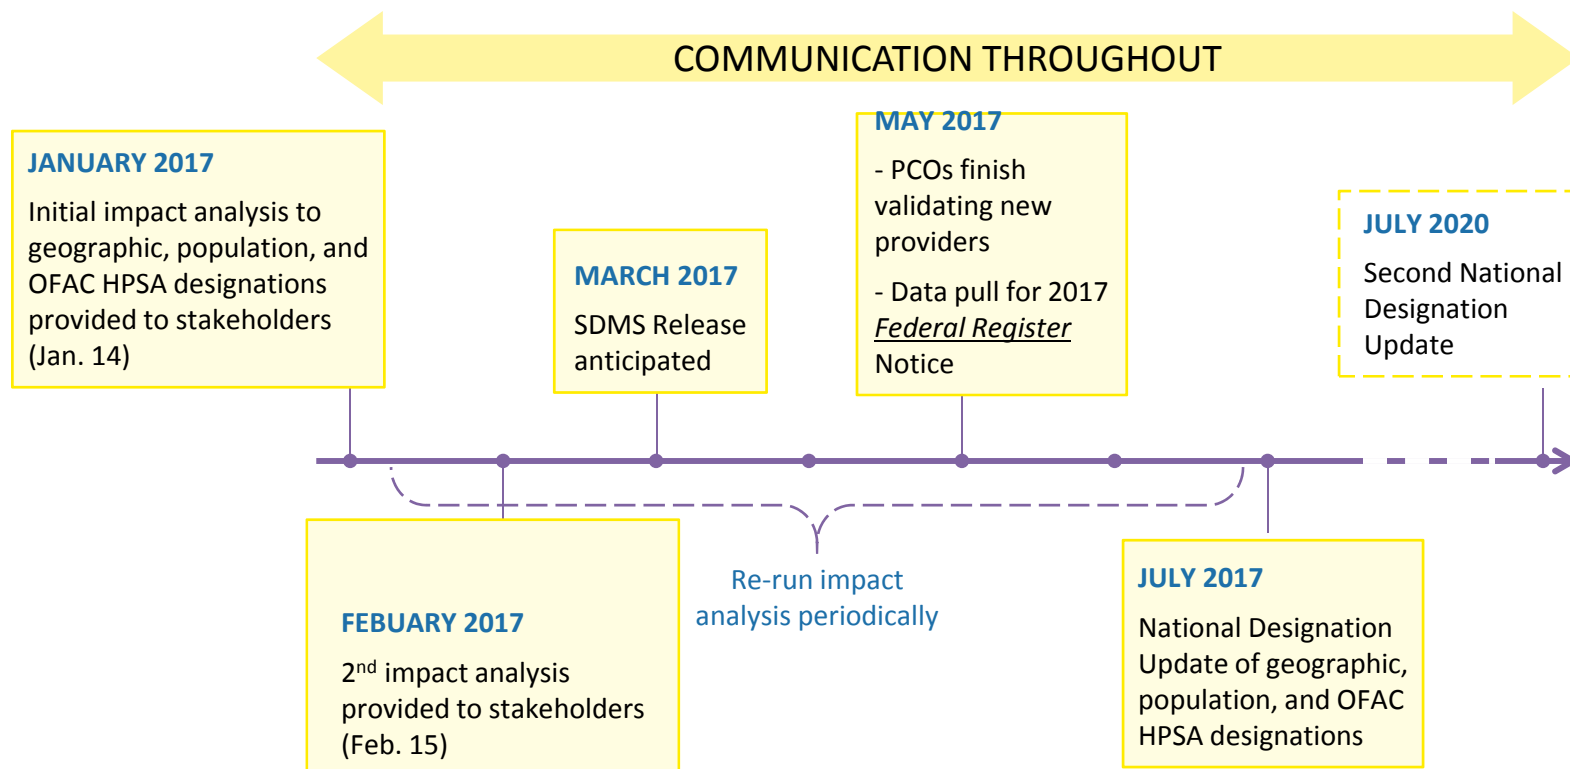 COMMUNICATION THROUGHOUT
JANUARY 2017
Initial impact analysis to
geographic, population, and
OFAC HPSA designations
provided to stakeholders
(Jan. 14)
FEBUARY 2017
2nd impact analysis
provided to stakeholders
(Feb. 15)
MARCH 2017
SDMS Release
anticipated
MAY 2017
- PCOs finish
validating new
providers
- Data pull for 2017
Federal Register
Notice
Re-run impact
analysis periodically
JULY 2017
National Designation
Update of geographic,
population, and OFAC
HPSA designations
JULY 2020
Second National
Designation
Update